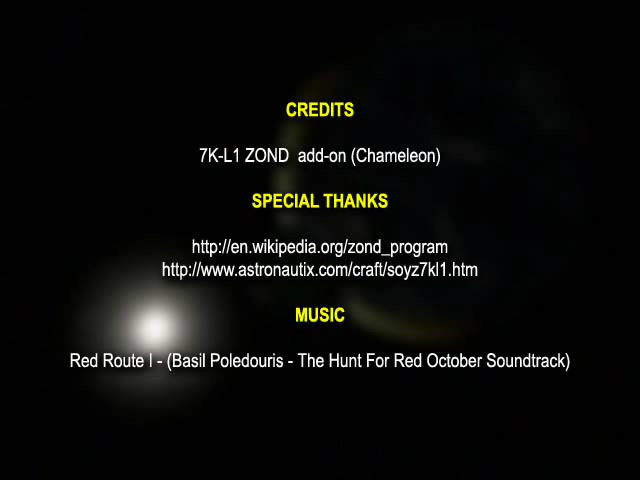 CREDITS
7K-L1 ZOND add-on (Chameleon)
SPECIAL THANKS
http://en.wikipedia.org/zond_program
http://www.astronautix.com/craft/soyz7kl1.htm
MUSIC
Red Route I - (Basil Poledouris - The Hunt For Red October Soundtrack)